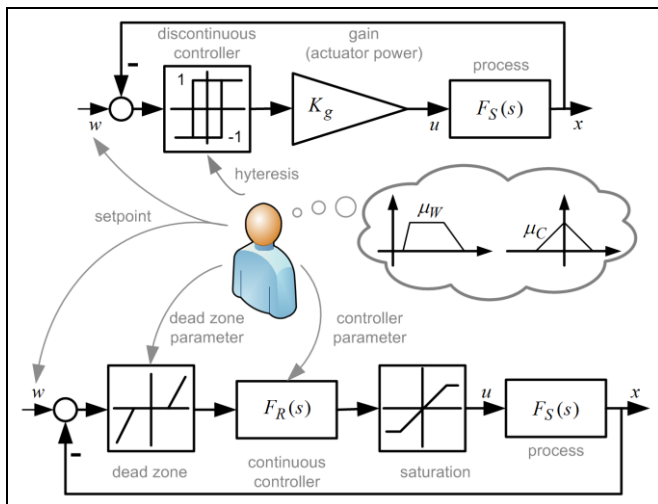 discontinuous
controller
gain
(actuator power)
process
1
-1
K_g
F_S(s)
w
u
x
hyteresis
setpoint
μ_W
μ_C
dead zone
parameter
controller
parameter
w
F_R(s)
u
F_S(s)
x
dead zone
continuous
controller
saturation
process